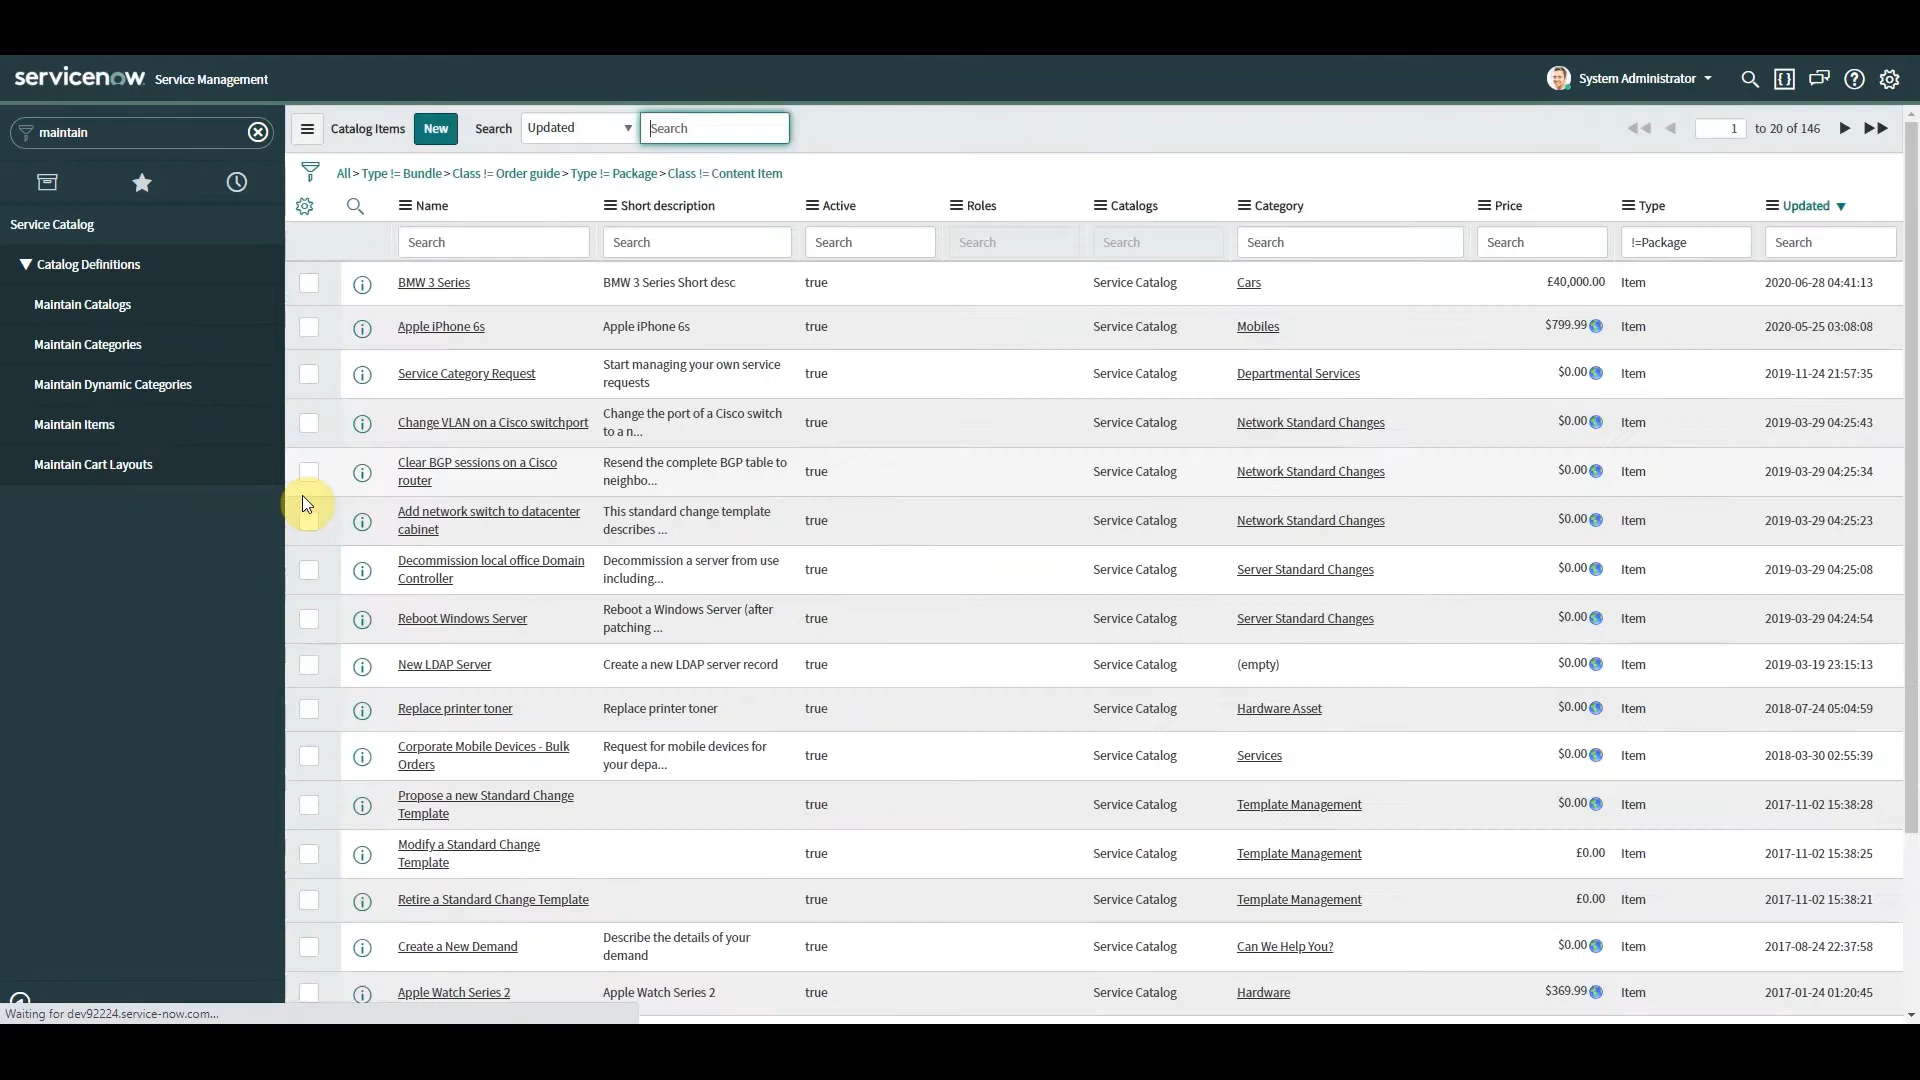 servicenow Service Management
System Administrator
maintain
Catalog Items New Search Updated Search 1 to 20 of 146
All > Type != Bundle > Class != Order guide > Type != Package > Class != Content Item
Name Short description Active Roles Catalogs Category Price Type Updated
Search Search Search Search Search Search Search !=Package Search
Service Catalog
Catalog Definitions
Maintain Catalogs
Maintain Categories
Maintain Dynamic Categories
Maintain Items
Maintain Cart Layouts
BMW 3 Series BMW 3 Series Short desc true Service Catalog Cars £40,000.00 Item 2020-06-28 04:41:13
Apple iPhone 6s Apple iPhone 6s true Service Catalog Mobiles $799.99 Item 2020-05-25 03:08:08
Service Category Request Start managing your own service
requests true Service Catalog Departmental Services $0.00 Item 2019-11-24 21:57:35
Change VLAN on a Cisco switchport Change the port of a Cisco switch
to a n... true Service Catalog Network Standard Changes $0.00 Item 2019-03-29 04:25:43
Clear BGP sessions on a Cisco
router Resend the complete BGP table to
neighbo... true Service Catalog Network Standard Changes $0.00 Item 2019-03-29 04:25:34
Add network switch to datacenter
cabinet This standard change template
describes ... true Service Catalog Network Standard Changes $0.00 Item 2019-03-29 04:25:23
Decommission local office Domain
Controller Decommission a server from use
including... true Service Catalog Server Standard Changes $0.00 Item 2019-03-29 04:25:08
Reboot Windows Server Reboot a Windows Server (after
patching ... true Service Catalog Server Standard Changes $0.00 Item 2019-03-29 04:24:54
New LDAP Server Create a new LDAP server record true Service Catalog (empty) $0.00 Item 2019-03-19 23:15:13
Replace printer toner Replace printer toner true Service Catalog Hardware Asset $0.00 Item 2018-07-24 05:04:59
Corporate Mobile Devices - Bulk
Orders Request for mobile devices for
your depa... true Service Catalog Services $0.00 Item 2018-03-30 02:55:39
Propose a new Standard Change
Template true Service Catalog Template Management $0.00 Item 2017-11-02 15:38:28
Modify a Standard Change
Template true Service Catalog Template Management £0.00 Item 2017-11-02 15:38:25
Retire a Standard Change Template true Service Catalog Template Management £0.00 Item 2017-11-02 15:38:21
Create a New Demand Describe the details of your
demand true Service Catalog Can We Help You? $0.00 Item 2017-08-24 22:37:58
Apple Watch Series 2 Apple Watch Series 2 true Service Catalog Hardware $369.99 Item 2017-01-24 01:20:45
Waiting for dev92224.service-now.com...